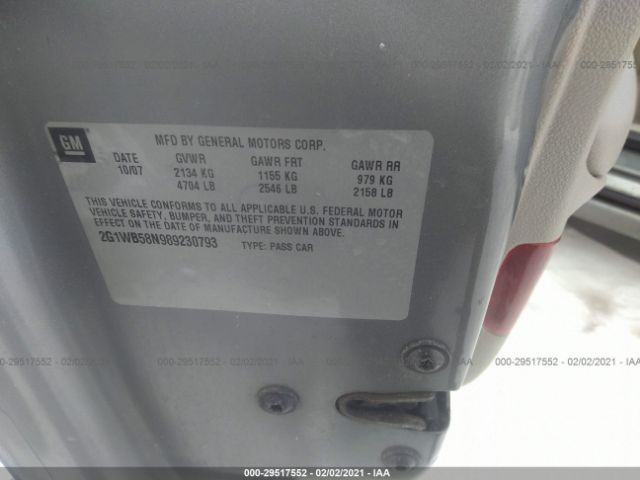 000-29517552 - 02/02/2021 - IAA
GM
MFD BY GENERAL MOTORS CORP.
DATE GVWR GAWR FRT GAWR RR
10/07 2134 KG 1155 KG 979 KG
4704 LB 2546 LB 2158 LB
THIS VEHICLE CONFORMS TO ALL APPLICABLE U.S. FEDERAL MOTOR
VEHICLE SAFETY, BUMPER, AND THEFT PREVENTION STANDARDS IN
EFFECT ON THE DATE OF MANUFACTURE SHOWN ABOVE.
2G1WB58N989230793 TYPE: PASS CAR
000-29517552 - 02/02/2021 - IAA
000-29517552 - 02/02/2021 - IAA